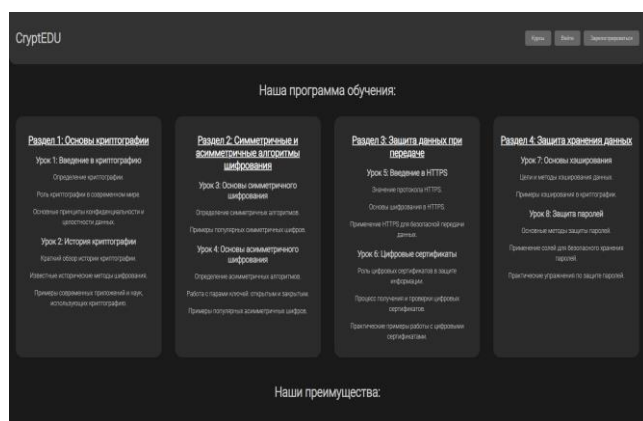 CryptEDU
Курсы
Войти
Зарегистрироваться
Наша программа обучения:
Раздел 1: Основы криптографии
Урок 1: Введение в криптографию
Определение криптографии.
Роль криптографии в современном мире.
Основные принципы конфиденциальности и
целостности данных.
Урок 2: История криптографии
Краткий обзор истории криптографии.
Известные исторические методы шифрования.
Примеры современных приложений и наук,
использующих криптографию.
Раздел 2: Симметричные и
асимметричные алгоритмы
шифрования
Урок 3: Основы симметричного
шифрования
Определение симметричных алгоритмов.
Примеры популярных симметричных шифров.
Урок 4: Основы асимметричного
шифрования
Определение асимметричных алгоритмов.
Работа с парами ключей: открытым и закрытым.
Примеры популярных асимметричных шифров.
Раздел 3: Защита данных при
передаче
Урок 5: Введение в HTTPS
Значение протокола HTTPS.
Основы шифрования в HTTPS.
Применение HTTPS для безопасной передачи
данных.
Урок 6: Цифровые сертификаты
Роль цифровых сертификатов в защите
информации.
Процесс получения и проверки цифровых
сертификатов.
Практические примеры работы с цифровыми
сертификатами.
Раздел 4: Защита хранения данных
Урок 7: Основы хэширования
Цели и методы хэширования данных.
Примеры хэширования в криптографии.
Урок 8: Защита паролей
Основные методы защиты паролей.
Применение солей для безопасного хранения
паролей.
Практические упражнения по защите паролей.
Наши преимущества: